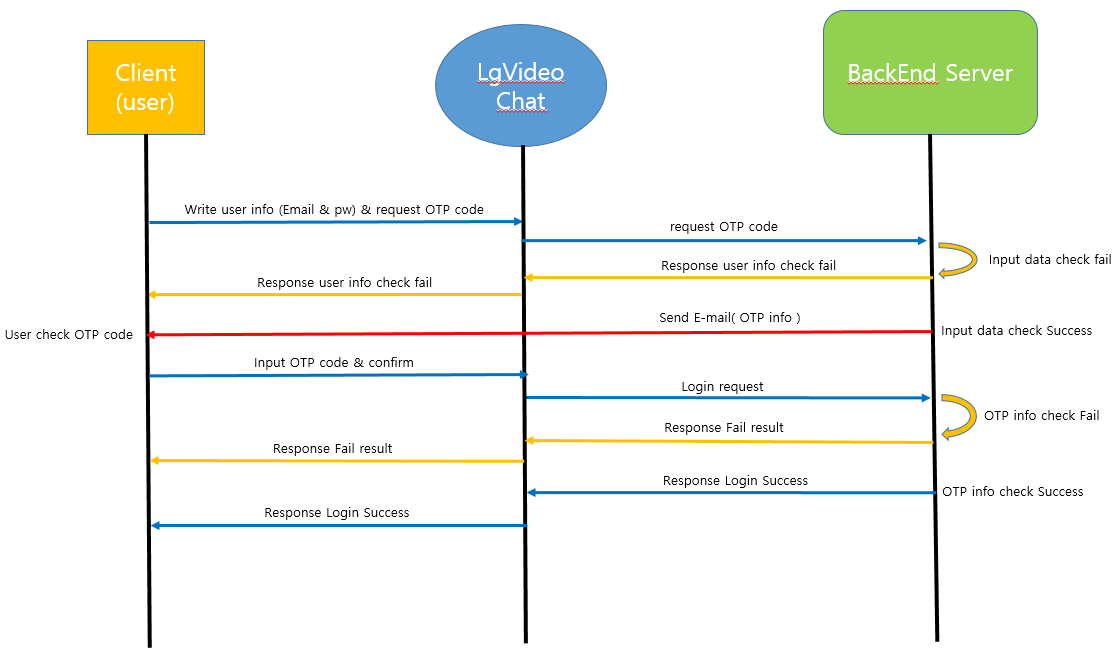 Client
(user)
LgVideo
Chat
BackEnd Server
Write user info (Email & pw) & request OTP code
request OTP code
Input data check fail
Response user info check fail
Response user info check fail
Send E-mail( OTP info )
Input data check Success
User check OTP code
Input OTP code & confirm
Login request
OTP info check Fail
Response Fail result
Response Fail result
Response Login Success
OTP info check Success
Response Login Success